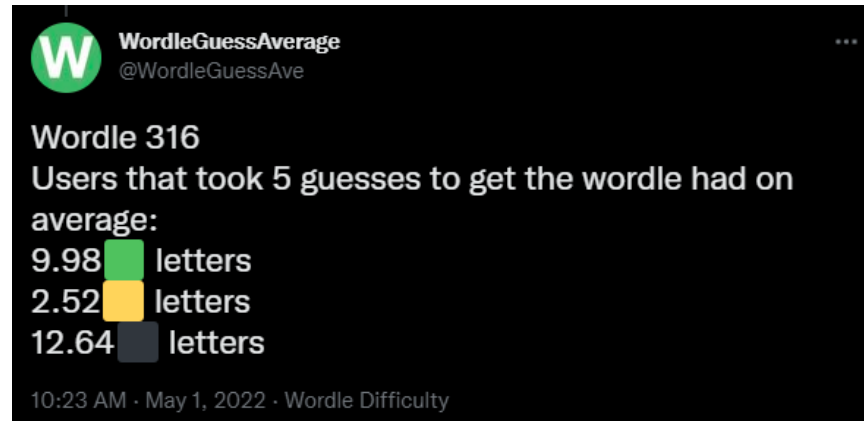 W
WordleGuessAverage
@WordleGuessAve
Wordle 316
Users that took 5 guesses to get the wordle had on
average:
9.98🟩 letters
2.52🟨 letters
12.64⬛ letters
10:23 AM · May 1, 2022 · Wordle Difficulty